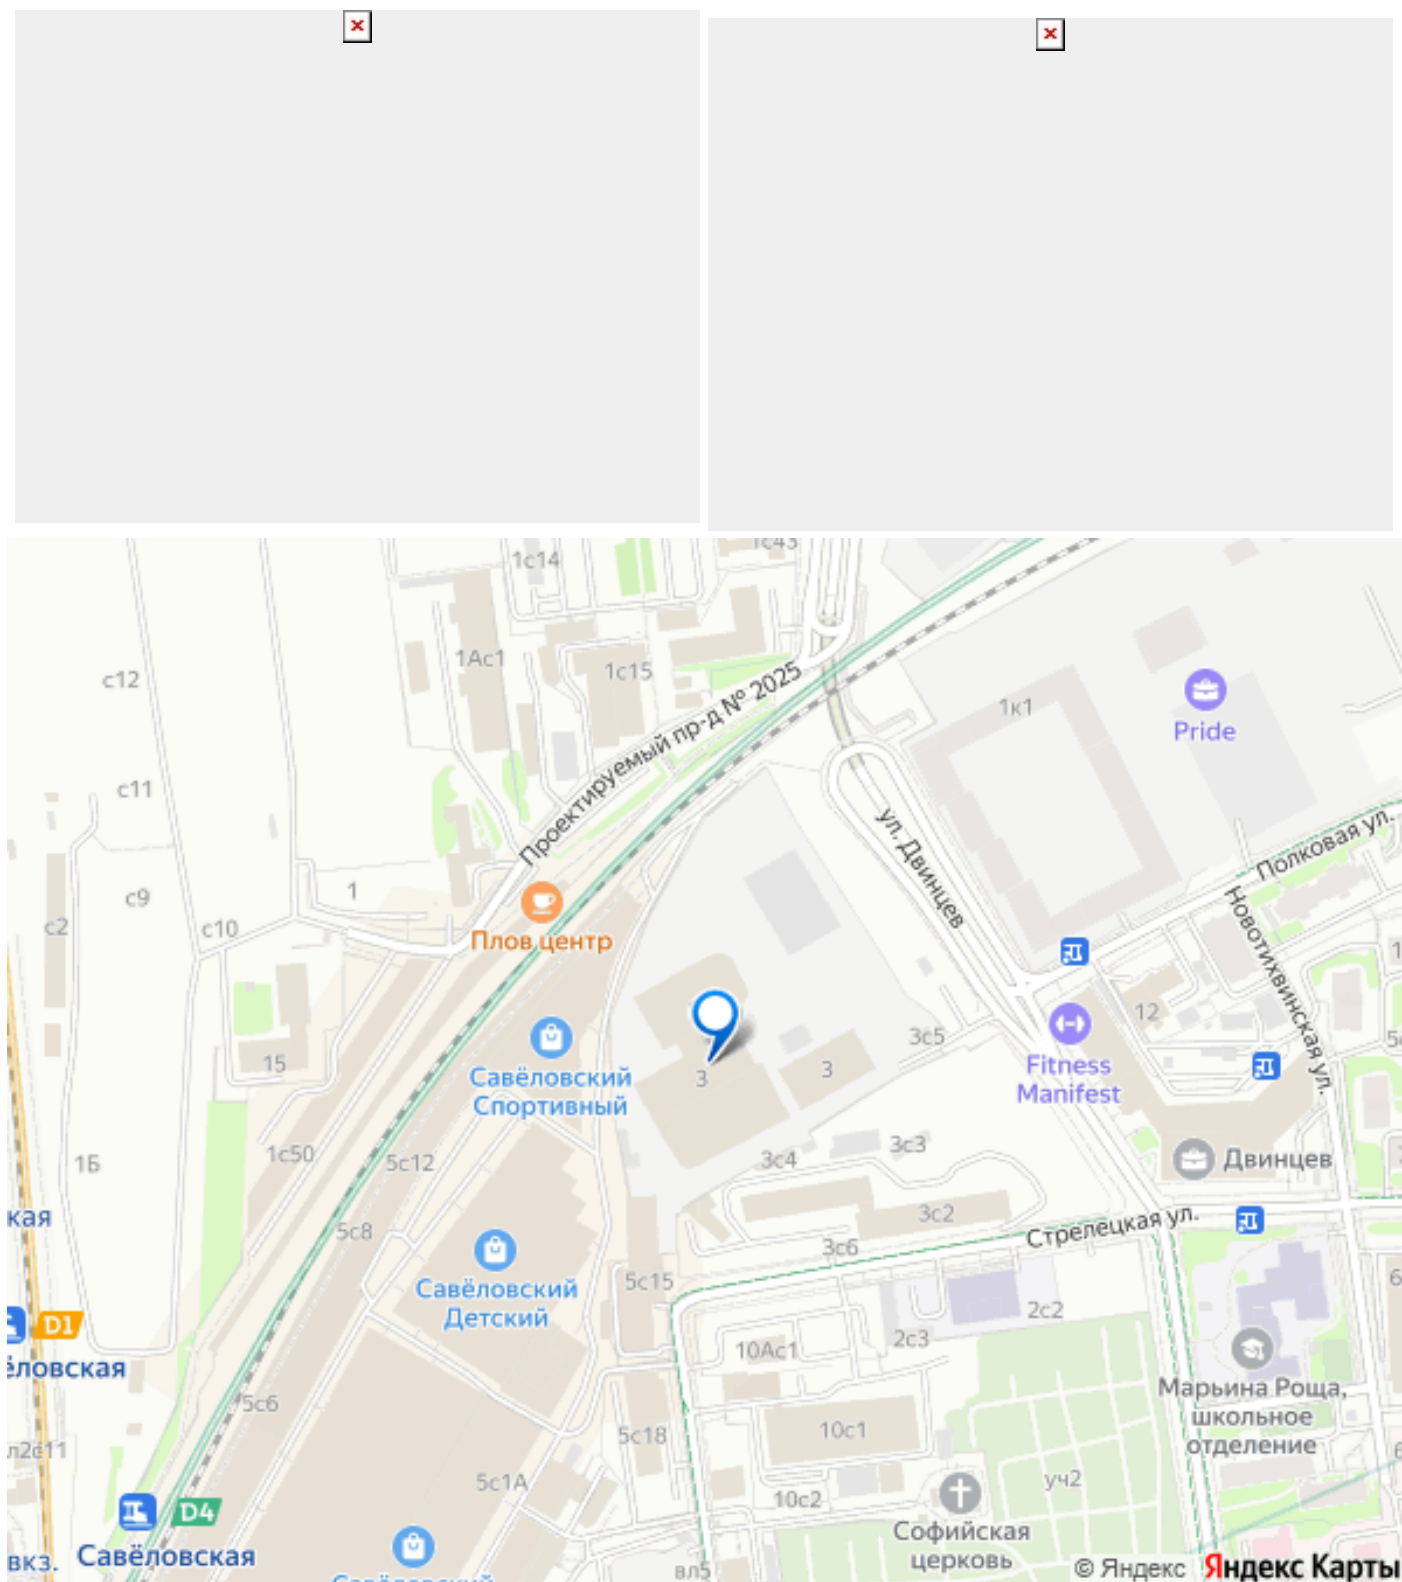 1с14
1с43
1Ас1
1с15
с12
Проектируемый пр-д № 2025
1к1
Pride
с11
ул. Двинцев
Полковая ул.
Новотихвинская ул.
1
с9
с2
с10
Плов центр
12
3с5
15
Савёловский
Спортивный
3
3
Fitness
Manifest
3с3
3с4
1с50
5с12
1Б
Двинцев
кая
5с8
3с2
3с6
Стрелецкая ул.
5с15
Савёловский
Детский
2с2
2с3
D1
10Ас1
ёловская
5с6
Марьина Роща,
школьное
отделение
5с18
10с1
5с1А
уч2
10с2
D4
Софийская
церковь
вкз.
Савёловская
вл5
© Яндекс
Яндекс Карты